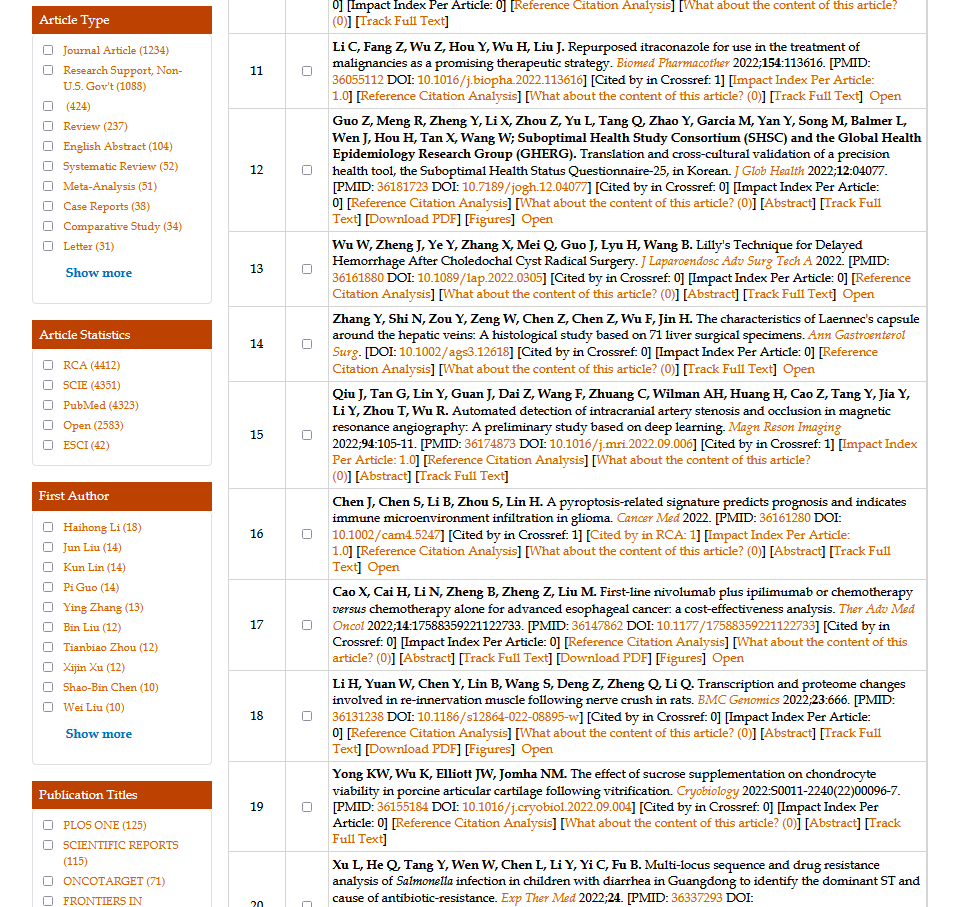 Article Type
Journal Article (1234)
Research Support, Non-
U.S. Gov't (1088)
(424)
Review (237)
English Abstract (104)
Systematic Review (52)
Meta-Analysis (51)
Case Reports (38)
Comparative Study (34)
Letter (31)
Show more
Article Statistics
RCA (4412)
SCIE (4351)
PubMed (4323)
Open (2583)
ESCI (42)
First Author
Haihong Li (18)
Jun Liu (14)
Kun Lin (14)
Pi Guo (14)
Ying Zhang (13)
Bin Liu (12)
Tianbiao Zhou (12)
Xijin Xu (12)
Shao-Bin Chen (10)
Wei Liu (10)
Show more
Publication Titles
PLOS ONE (125)
SCIENTIFIC REPORTS
(115)
ONCOTARGET (71)
FRONTIERS IN
0] [Impact Index Per Article: 0] [Reference Citation Analysis] [What about the content of this article?
(0)] [Track Full Text]
11
Li C, Fang Z, Wu Z, Hou Y, Wu H, Liu J. Repurposed itraconazole for use in the treatment of
malignancies as a promising therapeutic strategy. Biomed Pharmacother 2022;154:113616. [PMID:
36055112 DOI: 10.1016/j.biopha.2022.113616] [Cited by in Crossref: 1] [Impact Index Per Article:
1.0] [Reference Citation Analysis] [What about the content of this article? (0)] [Track Full Text] Open
12
Guo Z, Meng R, Zheng Y, Li X, Zhou Z, Yu L, Tang Q, Zhao Y, Garcia M, Yan Y, Song M, Balmer L,
Wen J, Hou H, Tan X, Wang W; Suboptimal Health Study Consortium (SHSC) and the Global Health
Epidemiology Research Group (GHERG). Translation and cross-cultural validation of a precision
health tool, the Suboptimal Health Status Questionnaire-25, in Korean. J Glob Health 2022;12:04077.
[PMID: 36181723 DOI: 10.7189/jogh.12.04077] [Cited by in Crossref: 0] [Impact Index Per Article:
0] [Reference Citation Analysis] [What about the content of this article? (0)] [Abstract] [Track Full
Text] [Download PDF] [Figures] Open
13
Wu W, Zheng J, Ye Y, Zhang X, Mei Q, Guo J, Lyu H, Wang B. Lilly's Technique for Delayed
Hemorrhage After Choledochal Cyst Radical Surgery. J Laparoendosc Adv Surg Tech A 2022. [PMID:
36161880 DOI: 10.1089/lap.2022.0305] [Cited by in Crossref: 0] [Impact Index Per Article: 0] [Reference
Citation Analysis] [What about the content of this article? (0)] [Abstract] [Track Full Text] Open
14
Zhang Y, Shi N, Zou Y, Zeng W, Chen Z, Chen Z, Wu F, Jin H. The characteristics of Laennec's capsule
around the hepatic veins: A histological study based on 71 liver surgical specimens. Ann Gastroenterol
Surg. [DOI: 10.1002/ags3.12618] [Cited by in Crossref: 0] [Impact Index Per Article: 0] [Reference
Citation Analysis] [What about the content of this article? (0)] [Track Full Text] Open
15
Qiu J, Tan G, Lin Y, Guan J, Dai Z, Wang F, Zhuang C, Wilman AH, Huang H, Cao Z, Tang Y, Jia Y,
Li Y, Zhou T, Wu R. Automated detection of intracranial artery stenosis and occlusion in magnetic
resonance angiography: A preliminary study based on deep learning. Magn Reson Imaging
2022;94:105-11. [PMID: 36174873 DOI: 10.1016/j.mri.2022.09.006] [Cited by in Crossref: 1] [Impact Index
Per Article: 1.0] [Reference Citation Analysis] [What about the content of this article?
(0)] [Abstract] [Track Full Text]
16
Chen J, Chen S, Li B, Zhou S, Lin H. A pyroptosis-related signature predicts prognosis and indicates
immune microenvironment infiltration in glioma. Cancer Med 2022. [PMID: 36161280 DOI:
10.1002/cam4.5247] [Cited by in Crossref: 1] [Cited by in RCA: 1] [Impact Index Per Article:
1.0] [Reference Citation Analysis] [What about the content of this article? (0)] [Abstract] [Track Full
Text] Open
17
Cao X, Cai H, Li N, Zheng B, Zheng Z, Liu M. First-line nivolumab plus ipilimumab or chemotherapy
versus chemotherapy alone for advanced esophageal cancer: a cost-effectiveness analysis. Ther Adv Med
Oncol 2022;14:17588359221122733. [PMID: 36147862 DOI: 10.1177/17588359221122733] [Cited by in
Crossref: 0] [Impact Index Per Article: 0] [Reference Citation Analysis] [What about the content of this
article? (0)] [Abstract] [Track Full Text] [Download PDF] [Figures] Open
18
Li H, Yuan W, Chen Y, Lin B, Wang S, Deng Z, Zheng Q, Li Q. Transcription and proteome changes
involved in re-innervation muscle following nerve crush in rats. BMC Genomics 2022;23:666. [PMID:
36131238 DOI: 10.1186/s12864-022-08895-w] [Cited by in Crossref: 0] [Impact Index Per Article:
0] [Reference Citation Analysis] [What about the content of this article? (0)] [Abstract] [Track Full
Text] [Download PDF] [Figures] Open
19
Yong KW, Wu K, Elliott JW, Jomha NM. The effect of sucrose supplementation on chondrocyte
viability in porcine articular cartilage following vitrification. Cryobiology 2022:S0011-2240(22)00096-7.
[PMID: 36155184 DOI: 10.1016/j.cryobiol.2022.09.004] [Cited by in Crossref: 0] [Impact Index Per
Article: 0] [Reference Citation Analysis] [What about the content of this article? (0)] [Abstract] [Track
Full Text]
20
Xu L, He Q, Tang Y, Wen W, Chen L, Li Y, Yi C, Fu B. Multi-locus sequence and drug resistance
analysis of Salmonella infection in children with diarrhea in Guangdong to identify the dominant ST and
cause of antibiotic-resistance. Exp Ther Med 2022;24. [PMID: 36337293 DOI: